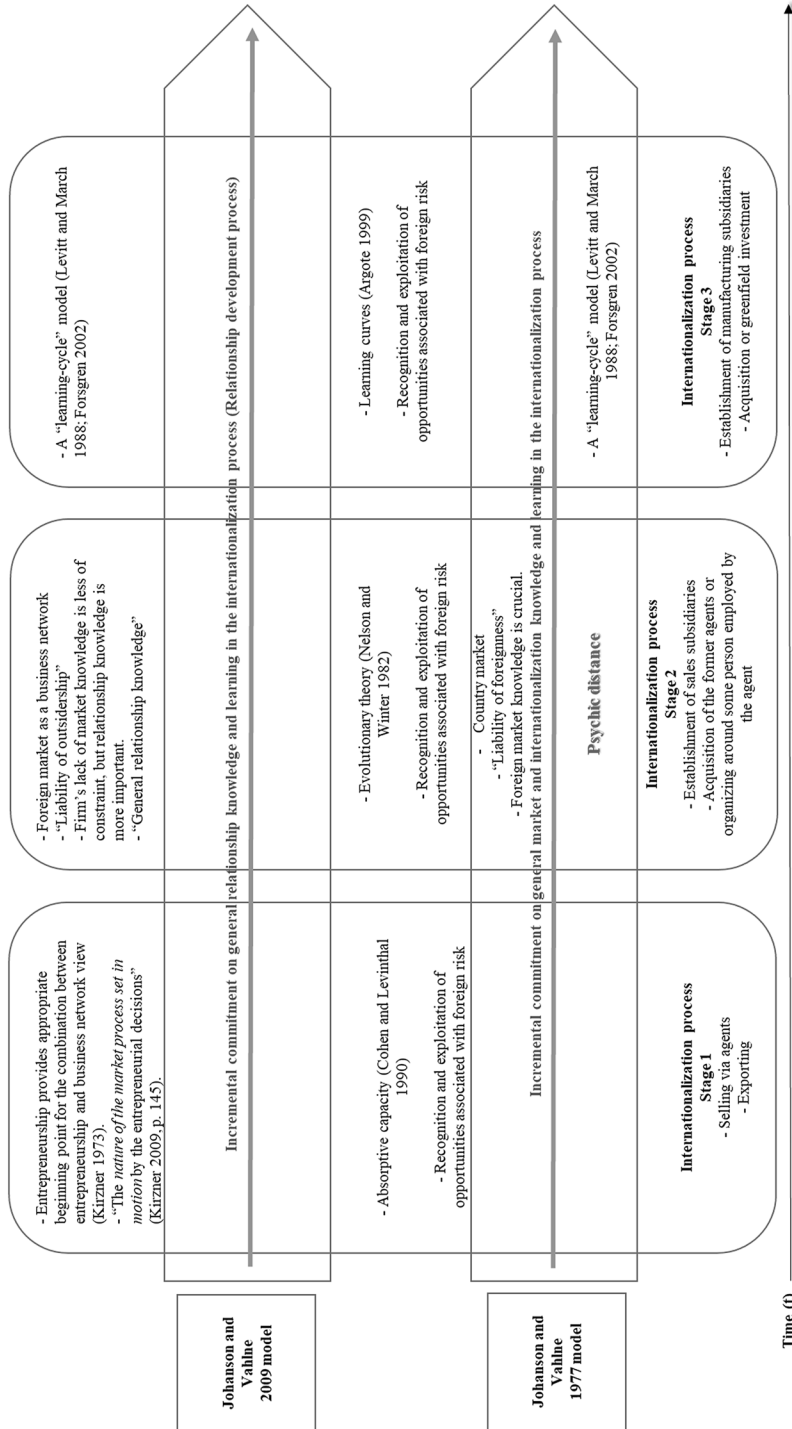 - Entrepreneurship provides appropriate
beginning point for the combination between
entrepreneurship and business network view
(Kirzner 1973).
- “The nature of the market process set in
motion by the entrepreneurial decisions”
(Kirzner 2009, p. 145).
- Foreign market as a business network
- “Liability of outsidership”
- Firm’s lack of market knowledge is less of
constraint, but relationship knowledge is
more important.
- “General relationship knowledge”
- A “learning-cycle” model (Levitt and March
1988; Forsgren 2002)
Johanson and
Vahlne
2009 model
Incremental commitment on general relationship knowledge and learning in the internationalization process (Relationship development process)
- Absorptive capacity (Cohen and Levinthal
1990)
- Recognition and exploitation of
opportunities associated with foreign risk
- Evolutionary theory (Nelson and
Winter 1982)
- Recognition and exploitation of
opportunities associated with foreign risk
- Learning curves (Argote 1999)
- Recognition and exploitation of
opportunities associated with foreign risk
Johanson and
Vahlne
1977 model
- Country market
- “Liability of foreignness”
- Foreign market knowledge is crucial.
Incremental commitment on general market and internationalization knowledge and learning in the internationalization process
Psychic distance
- A “learning-cycle” model (Levitt and March
1988; Forsgren 2002)
Internationalization process
Stage 1
- Selling via agents
- Exporting
Internationalization process
Stage 2
- Establishment of sales subsidiaries
- Acquisition of the former agents or
organizing around some person employed by
the agent
Internationalization process
Stage 3
- Establishment of manufacturing subsidiaries
- Acquisition or greenfield investment
Time (t)